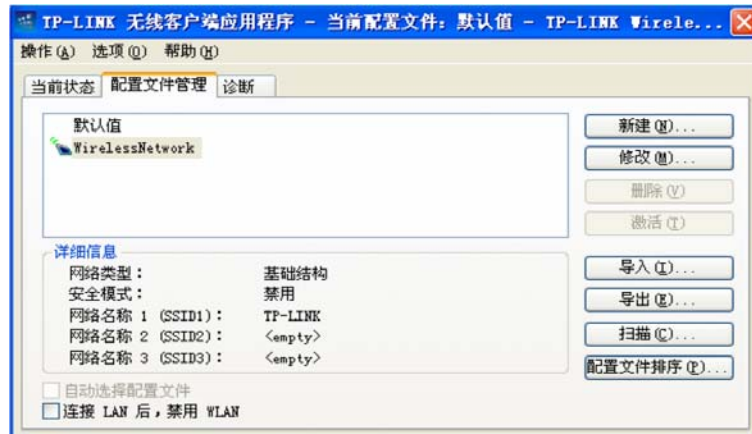 TP-LINK 无线客户端应用程序 - 当前配置文件: 默认值 - TP-LINK Wirele...
操作(A) 选项(O) 帮助(H)
当前状态 配置文件管理 诊断
默认值
WirelessNetwork
新建(N)...
修改(M)...
删除(V)
激活(T)
详细信息
网络类型： 基础结构
安全模式： 禁用
网络名称 1 (SSID1)： TP-LINK
网络名称 2 (SSID2)： <empty>
网络名称 3 (SSID3)： <empty>
导入(I)...
导出(E)...
扫描(C)...
配置文件排序(P)...
自动选择配置文件
连接 LAN 后，禁用 WLAN